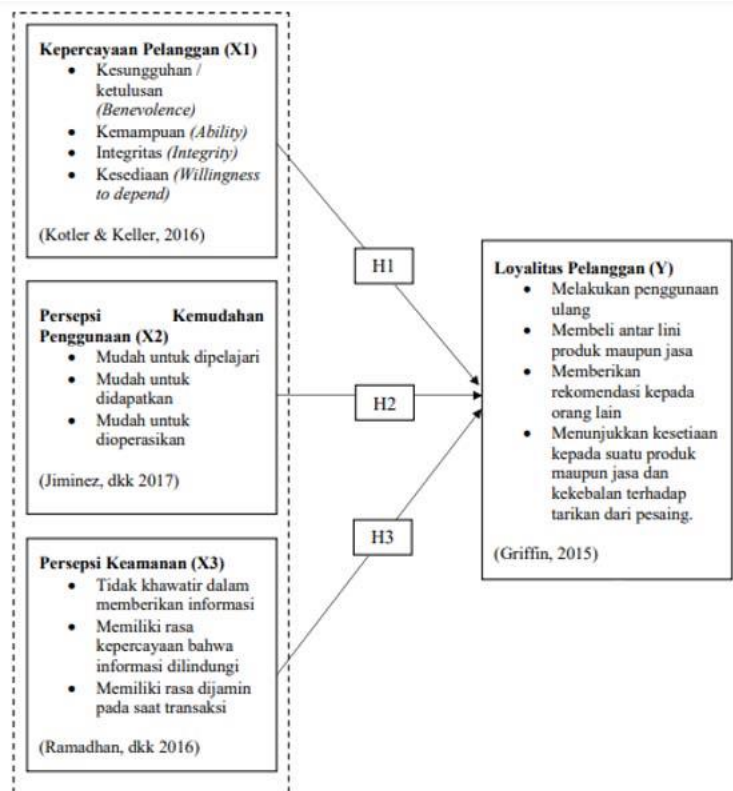 Kepercayaan Pelanggan (X1)
• Kesungguhan /
ketulusan
(Benevolence)
• Kemampuan (Ability)
• Integritas (Integrity)
• Kesediaan (Willingness
to depend)
(Kotler & Keller, 2016)
Persepsi Kemudahan
Penggunaan (X2)
• Mudah untuk dipelajari
• Mudah untuk
didapatkan
• Mudah untuk
dioperasikan
(Jiminez, dkk 2017)
Persepsi Keamanan (X3)
• Tidak khawatir dalam
memberikan informasi
• Memiliki rasa
kepercayaan bahwa
informasi dilindungi
• Memiliki rasa dijamin
pada saat transaksi
(Ramadhan, dkk 2016)
H1
H2
H3
Loyalitas Pelanggan (Y)
• Melakukan penggunaan
ulang
• Membeli antar lini
produk maupun jasa
• Memberikan
rekomendasi kepada
orang lain
• Menunjukkan kesetiaan
kepada suatu produk
maupun jasa dan
kekebalan terhadap
tarikan dari pesaing.
(Griffin, 2015)